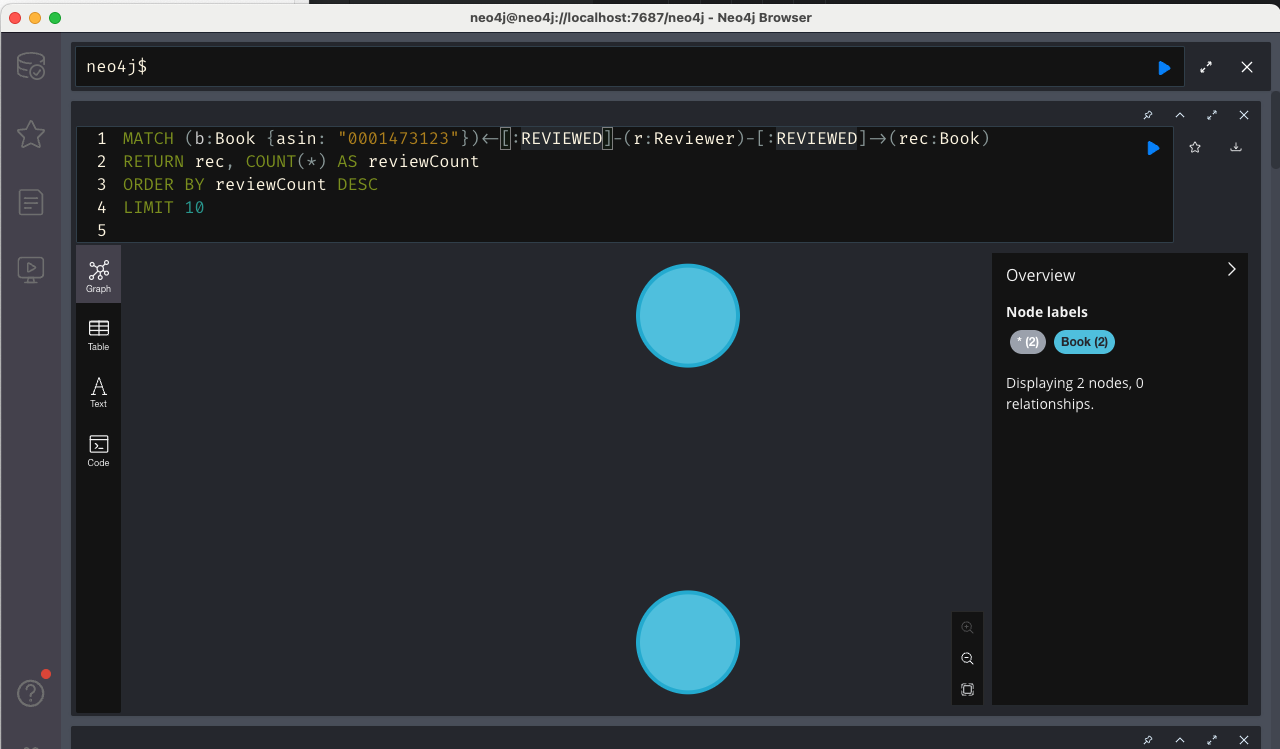 neo4j@neo4j://localhost:7687/neo4j - Neo4j Browser
neo4j$
1 MATCH (b:Book {asin: "0001473123"})<-[:REVIEWED]-(r:Reviewer)-[:REVIEWED]->(rec:Book)
2 RETURN rec, COUNT(*) AS reviewCount
3 ORDER BY reviewCount DESC
4 LIMIT 10
5
Graph
Table
Text
Code
Overview
Node labels
* (2) Book (2)
Displaying 2 nodes, 0
relationships.